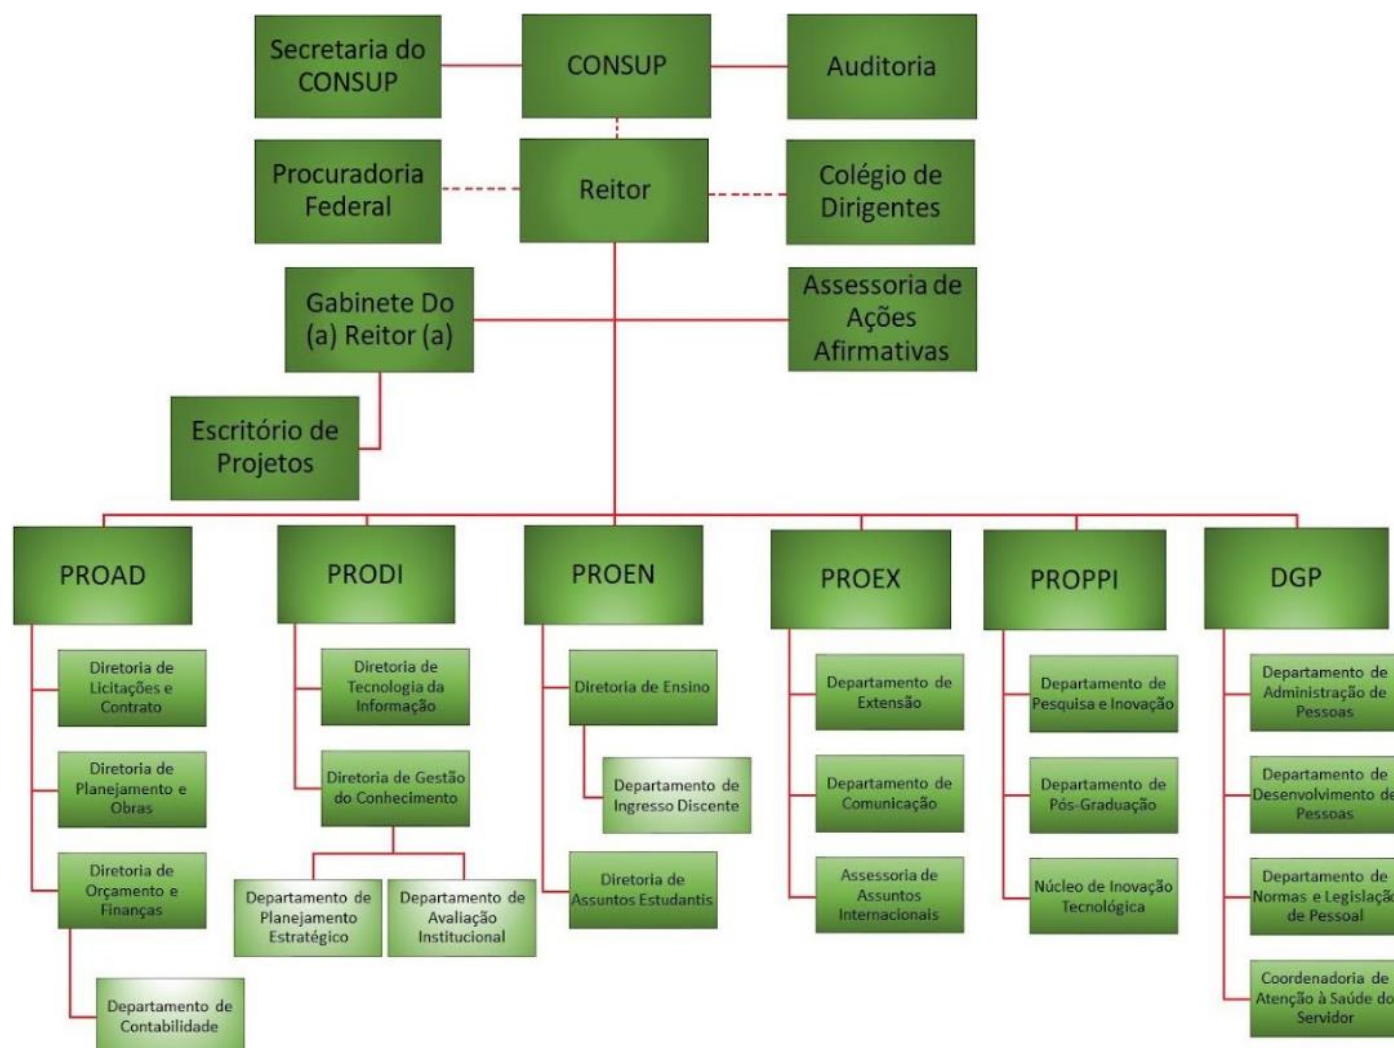 Secretaria do
CONSUP
CONSUP
Auditoria
Procuradoria
Federal
Reitor
Colégio de
Dirigentes
Gabinete Do
(a) Reitor (a)
Assessoria de
Ações
Afirmativas
Escritório de
Projetos
PROAD
PRODI
PROEN
PROEX
PROPPI
DGP
Diretoria de
Licitações e
Contrato
Diretoria de
Planejamento e
Obras
Diretoria de
Orçamento e
Finanças
Departamento de
Contabilidade
Diretoria de
Tecnologia da
Informação
Diretoria de Gestão
do Conhecimento
Departamento de
Planejamento
Estratégico
Departamento de
Avaliação
Institucional
Diretoria de Ensino
Departamento de
Ingresso Discente
Diretoria de
Assuntos Estudantis
Departamento de
Extensão
Departamento de
Comunicação
Assessoria de
Assuntos
Internacionais
Departamento de
Pesquisa e Inovação
Departamento de
Pós-Graduação
Núcleo de Inovação
Tecnológica
Departamento de
Administração de
Pessoas
Departamento de
Desenvolvimento de
Pessoas
Departamento de
Normas e Legislação
de Pessoal
Coordenadoria de
Atenção à Saúde do
Servidor